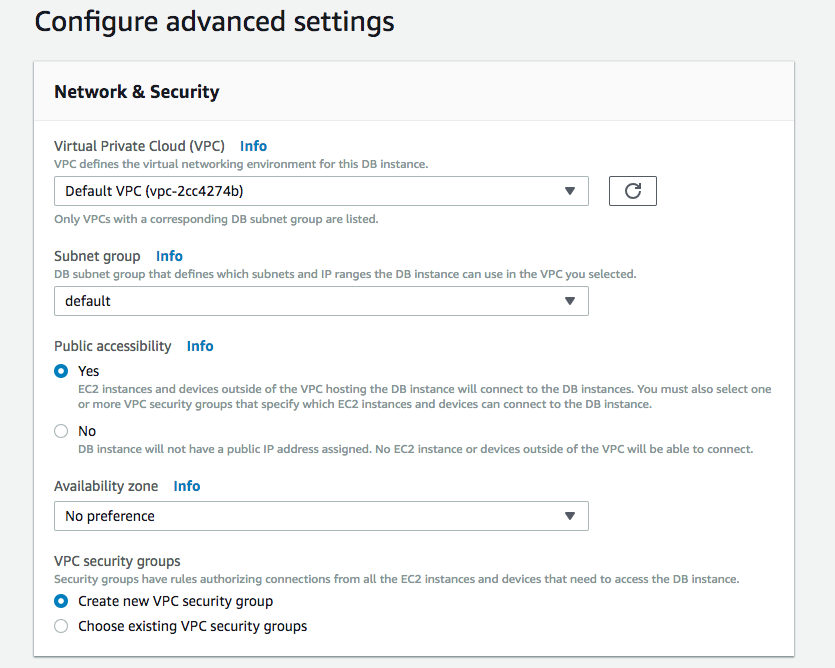 Configure advanced settings
Network & Security
Virtual Private Cloud (VPC) Info
VPC defines the virtual networking environment for this DB instance.
Default VPC (vpc-2cc4274b)
Only VPCs with a corresponding DB subnet group are listed.
Subnet group Info
DB subnet group that defines which subnets and IP ranges the DB instance can use in the VPC you selected.
default
Public accessibility Info
Yes
EC2 instances and devices outside of the VPC hosting the DB instance will connect to the DB instances. You must also select one
or more VPC security groups that specify which EC2 instances and devices can connect to the DB instance.
No
DB instance will not have a public IP address assigned. No EC2 instance or devices outside of the VPC will be able to connect.
Availability zone Info
No preference
VPC security groups
Security groups have rules authorizing connections from all the EC2 instances and devices that need to access the DB instance.
Create new VPC security group
Choose existing VPC security groups